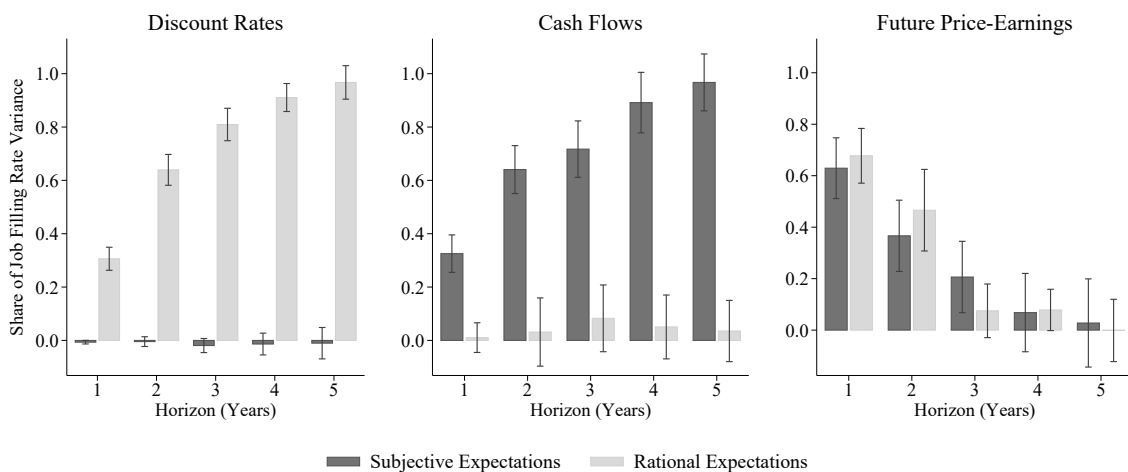 Discount Rates
Cash Flows
Future Price-Earnings
Share of Job Filling Rate Variance
1.0
0.8
0.6
0.4
0.2
0.0
1 2 3 4 5
Horizon (Years)
1.0
0.8
0.6
0.4
0.2
0.0
1 2 3 4 5
Horizon (Years)
1.0
0.8
0.6
0.4
0.2
0.0
1 2 3 4 5
Horizon (Years)
Subjective Expectations
Rational Expectations